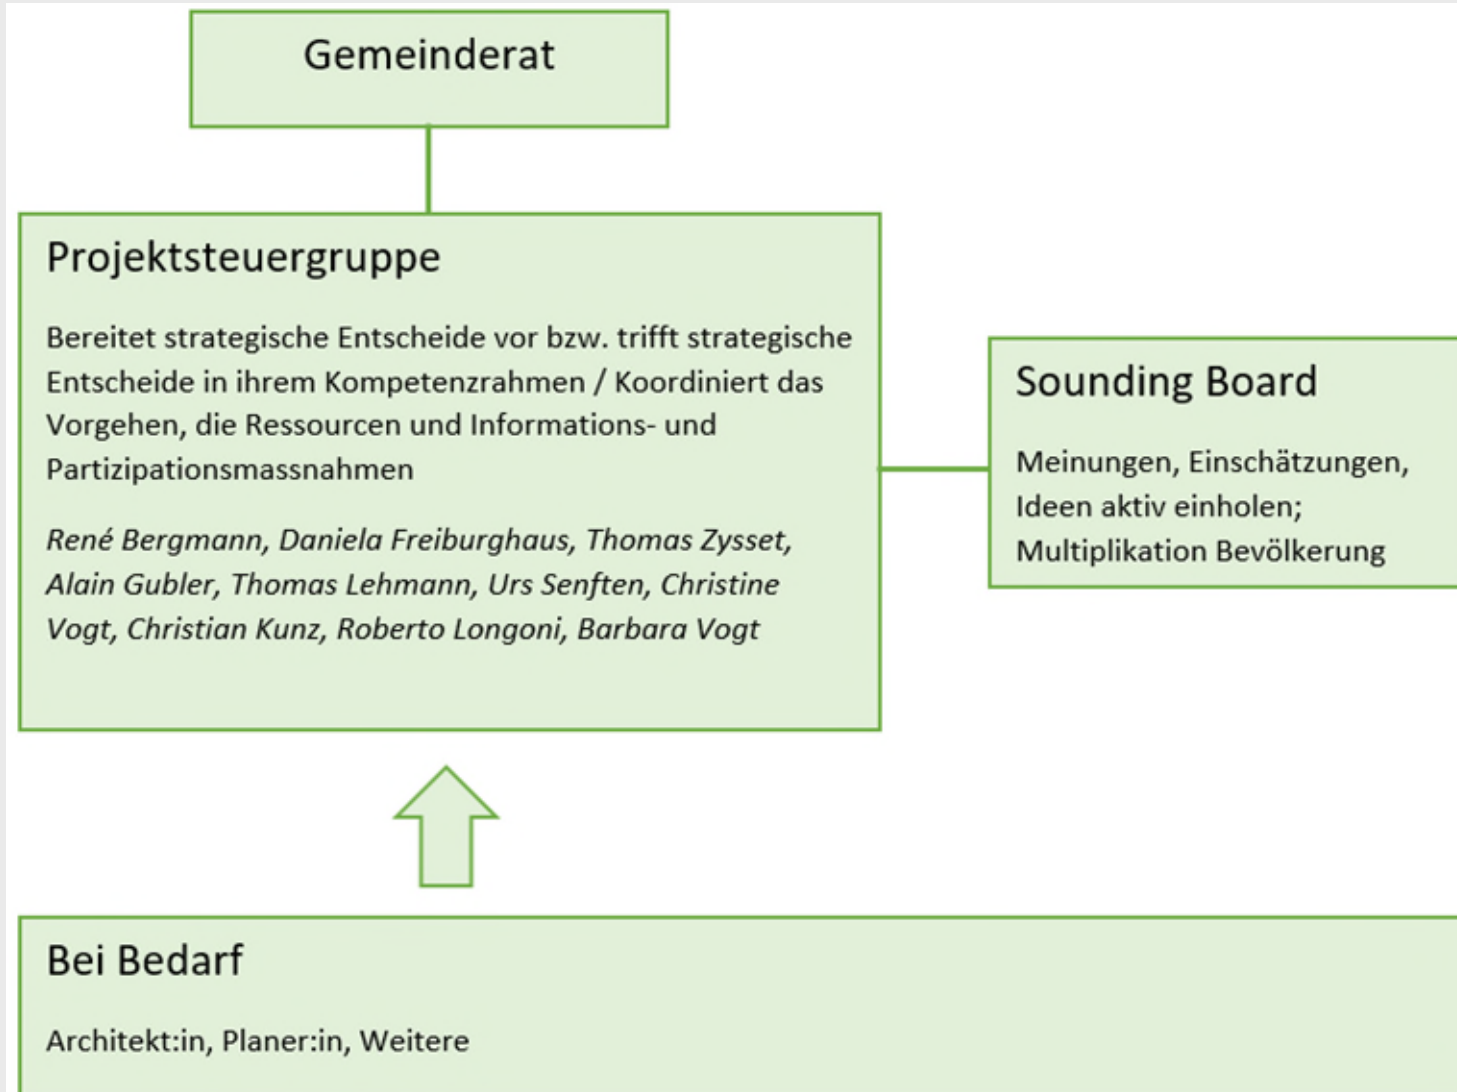 Gemeinderat
Projektsteuergruppe
Bereitet strategische Entscheide vor bzw. trifft strategische
Entscheide in ihrem Kompetenzrahmen / Koordiniert das
Vorgehen, die Ressourcen und Informations- und
Partizipationsmassnahmen
René Bergmann, Daniela Freiburghaus, Thomas Zysset,
Alain Gubler, Thomas Lehmann, Urs Senften, Christine
Vogt, Christian Kunz, Roberto Longoni, Barbara Vogt
Sounding Board
Meinungen, Einschätzungen,
Ideen aktiv einholen;
Multiplikation Bevölkerung
Bei Bedarf
Architekt:in, Planer:in, Weitere